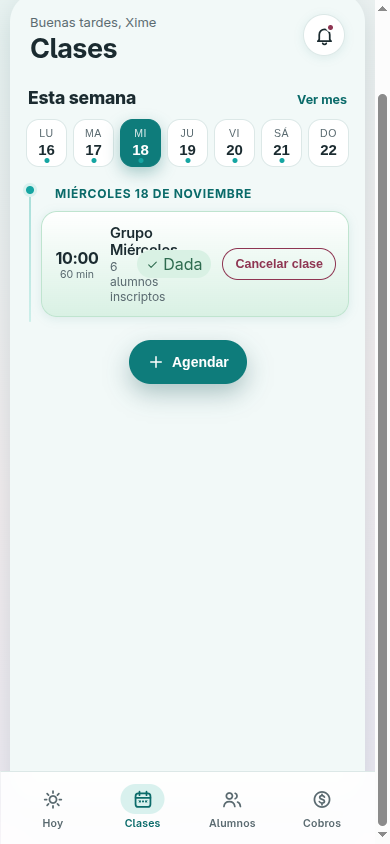 Buenas tardes, Xime
Clases
Esta semana
Ver mes
LU MA MI JU VI SÁ DO
16 17 18 19 20 21 22
MIÉRCOLES 18 DE NOVIEMBRE
10:00
60 min
Grupo
Miércoles
6
alumnos
inscriptos
Dada
Cancelar clase
Agendar
Hoy
Clases
Alumnos
Cobros